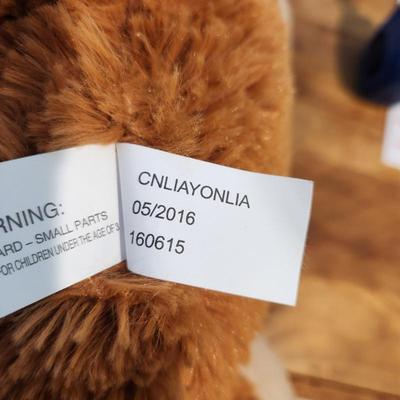 RNING:
ARD – SMALL PARTS
FOR CHILDREN UNDER THE AGE OF 3
CNLIAYONLIA
05/2016
160615